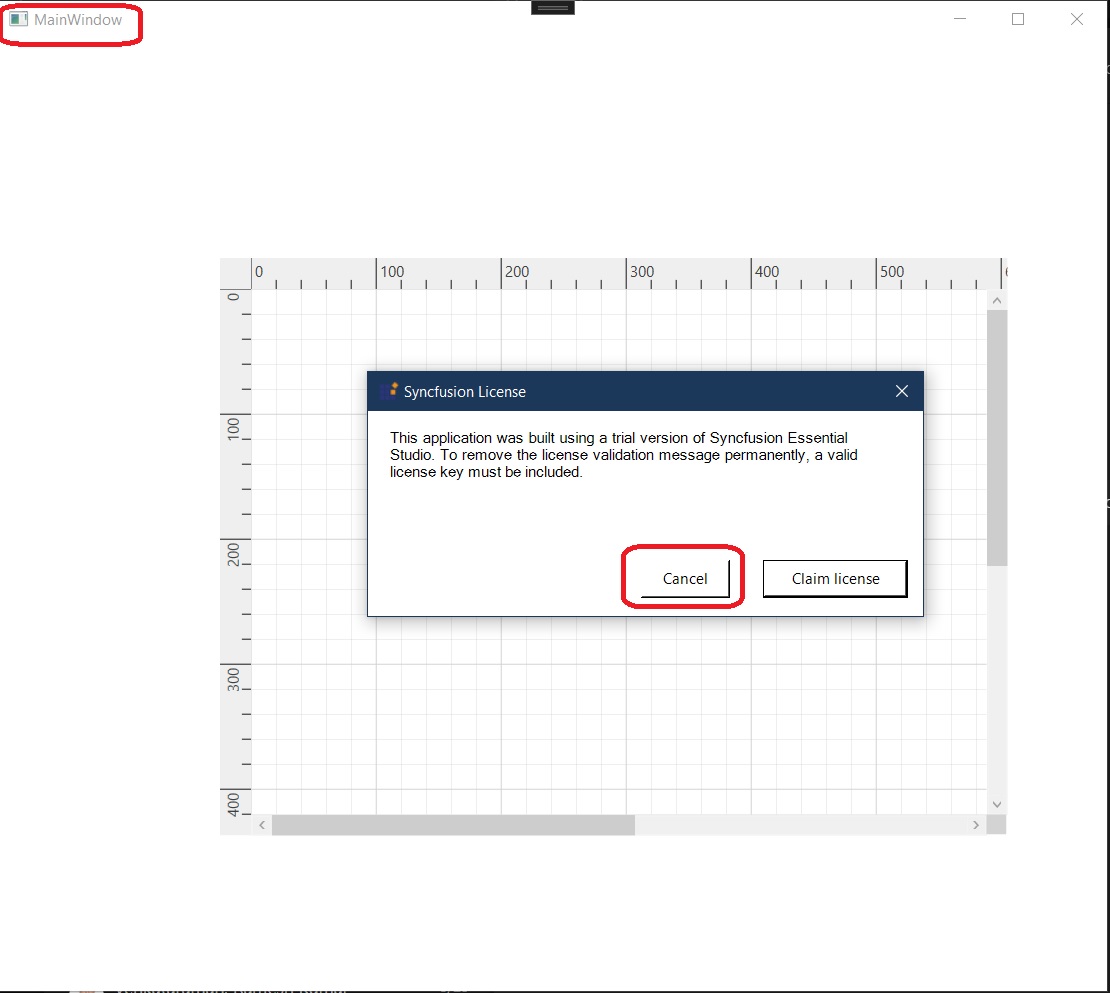 MainWindow
0
100
200
300
400
500
0
100
200
300
400
Syncfusion License
This application was built using a trial version of Syncfusion Essential
Studio. To remove the license validation message permanently, a valid
license key must be included.
Cancel
Claim license